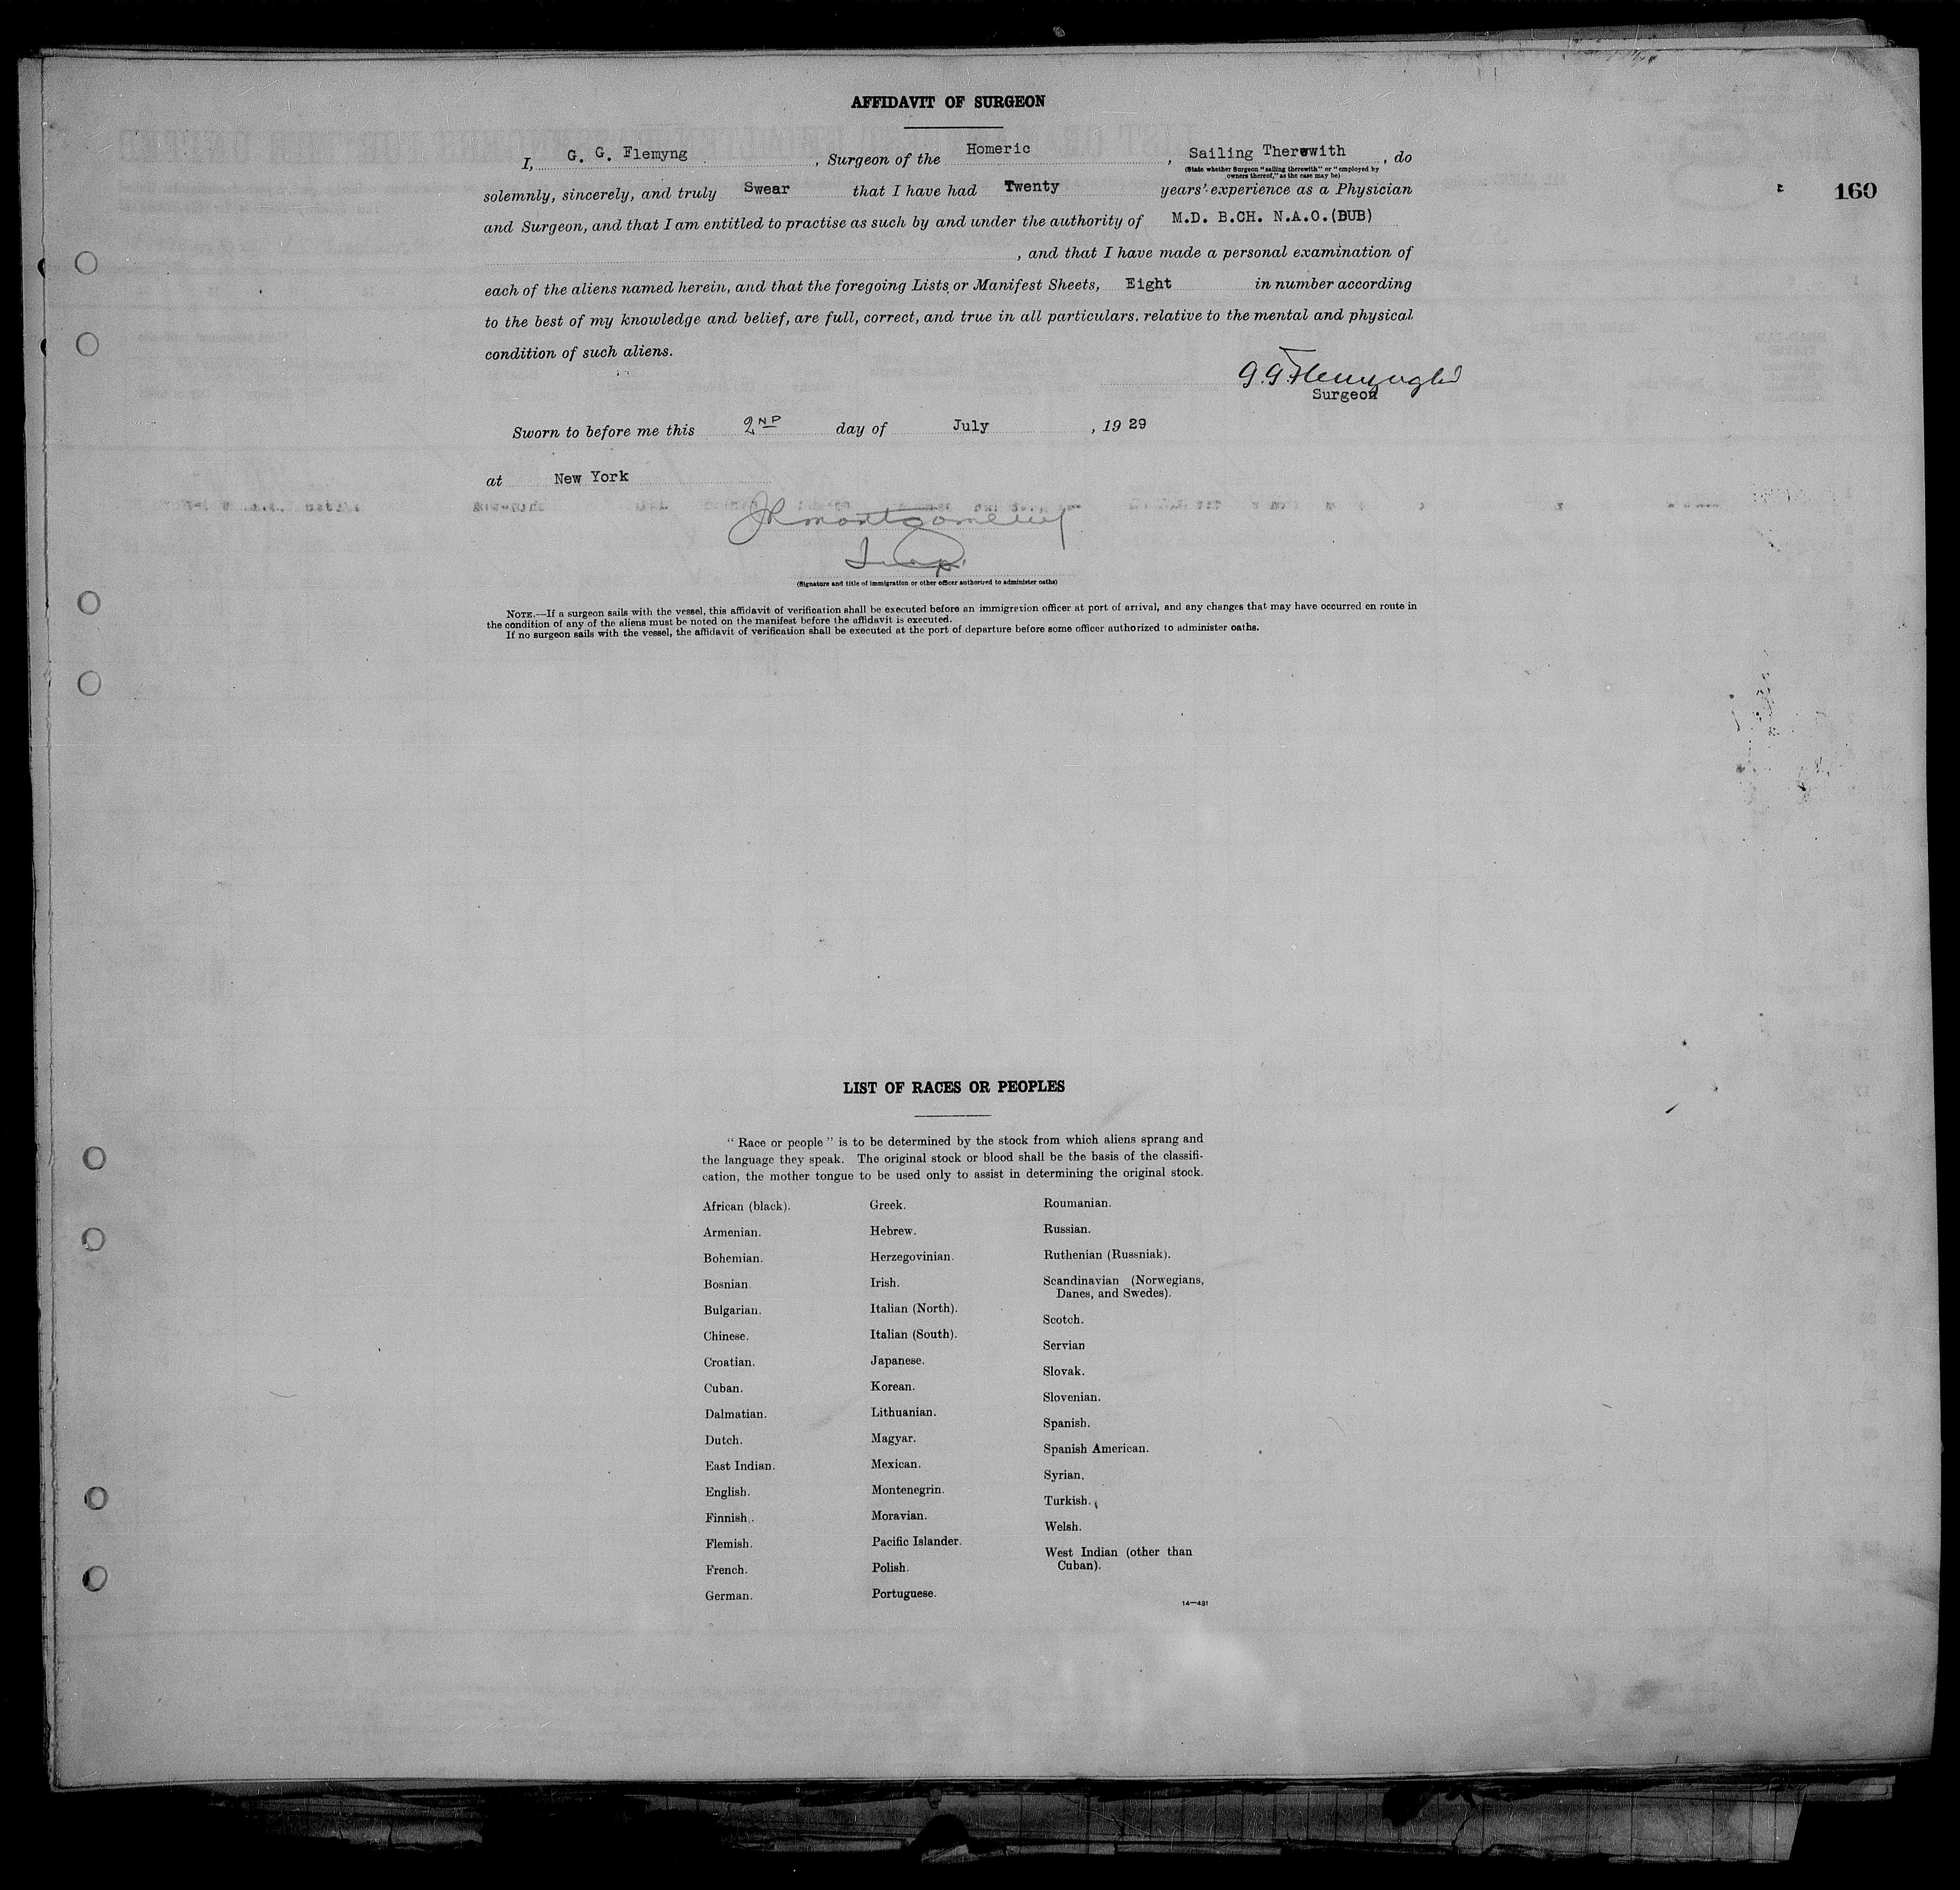 AFFIDAVIT OF SURGEON
I, G. G. Flemyng , Surgeon of the Homeric , Sailing Therewith , do
(State whether Surgeon "sailing therewith" or "employed by
owners thereof," as the case may be)
solemnly, sincerely, and truly Swear that I have had Twenty years' experience as a Physician
160
and Surgeon, and that I am entitled to practise as such by and under the authority of M.D. B.CH. N.A.O.(BUB)
, and that I have made a personal examination of
each of the aliens named herein, and that the foregoing Lists or Manifest Sheets, Eight in number according
to the best of my knowledge and belief, are full, correct, and true in all particulars. relative to the mental and physical
condition of such aliens.
G. G. Flemyng
Surgeon
Sworn to before me this 2ND day of July , 19 29
at New York
(Signature and title of immigration or other officer authorized to administer oaths)
NOTE.—If a surgeon sails with the vessel, this affidavit of verification shall be executed before an immigration officer at port of arrival, and any changes that may have occurred en route in
the condition of any of the aliens must be noted on the manifest before the affidavit is executed.
If no surgeon sails with the vessel, the affidavit of verification shall be executed at the port of departure before some officer authorized to administer oaths.
LIST OF RACES OR PEOPLES
"Race or people" is to be determined by the stock from which aliens sprang and
the language they speak. The original stock or blood shall be the basis of the classifi-
cation, the mother tongue to be used only to assist in determining the original stock.
African (black).
Armenian.
Bohemian.
Bosnian.
Bulgarian.
Chinese.
Croatian.
Cuban.
Dalmatian.
Dutch.
East Indian.
English.
Finnish.
Flemish.
French.
German.
Greek.
Hebrew.
Herzegovinian.
Irish.
Italian (North).
Italian (South).
Japanese.
Korean.
Lithuanian.
Magyar.
Mexican.
Montenegrin.
Moravian.
Pacific Islander.
Polish.
Portuguese.
Roumanian.
Russian.
Ruthenian (Russniak).
Scandinavian (Norwegians,
Danes, and Swedes).
Scotch.
Servian
Slovak.
Slovenian.
Spanish.
Spanish American.
Syrian.
Turkish.
Welsh.
West Indian (other than
Cuban).
14—431